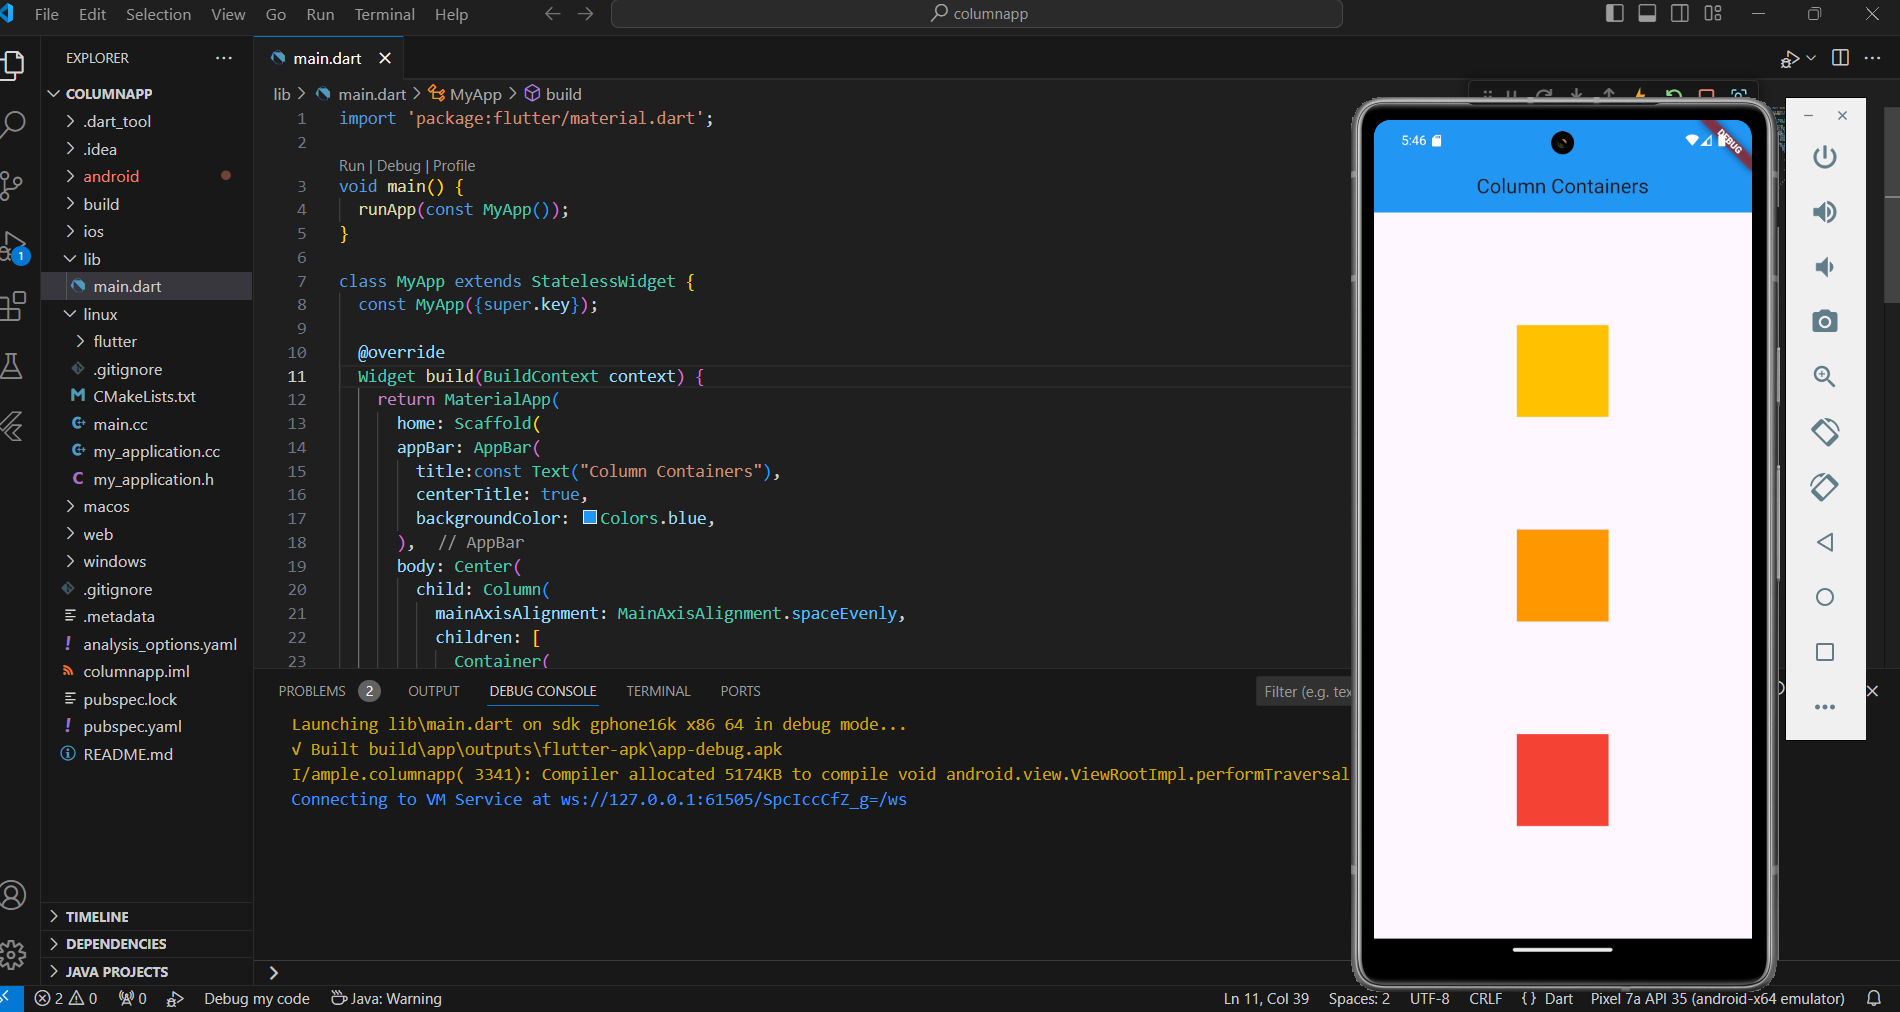 File Edit Selection View Go Run Terminal Help
columnapp
EXPLORER
COLUMNAPP
.dart_tool
.idea
android
build
ios
lib
main.dart
linux
flutter
.gitignore
CMakeLists.txt
main.cc
my_application.cc
my_application.h
macos
web
windows
.gitignore
.metadata
analysis_options.yaml
columnapp.iml
pubspec.lock
pubspec.yaml
README.md
TIMELINE
DEPENDENCIES
JAVA PROJECTS
1
main.dart
lib > main.dart > MyApp > build
1 import 'package:flutter/material.dart';
2
Run | Debug | Profile
3 void main() {
4 runApp(const MyApp());
5 }
6
7 class MyApp extends StatelessWidget {
8 const MyApp({super.key});
9
10 @override
11 Widget build(BuildContext context) {
12 return MaterialApp(
13 home: Scaffold(
14 appBar: AppBar(
15 title:const Text("Column Containers"),
16 centerTitle: true,
17 backgroundColor: Colors.blue,
18 ), // AppBar
19 body: Center(
20 child: Column(
21 mainAxisAlignment: MainAxisAlignment.spaceEvenly,
22 children: [
23 Container(
PROBLEMS 2 OUTPUT DEBUG CONSOLE TERMINAL PORTS
Filter (e.g. tex
Launching lib\main.dart on sdk gphone16k x86 64 in debug mode...
√ Built build\app\outputs\flutter-apk\app-debug.apk
I/ample.columnapp( 3341): Compiler allocated 5174KB to compile void android.view.ViewRootImpl.performTraversal
Connecting to VM Service at ws://127.0.0.1:61505/SpcIccCfZ_g=/ws
5:46
DEBUG
Column Containers
2 0 0 Debug my code Java: Warning
Ln 11, Col 39 Spaces: 2 UTF-8 CRLF {} Dart Pixel 7a API 35 (android-x64 emulator)